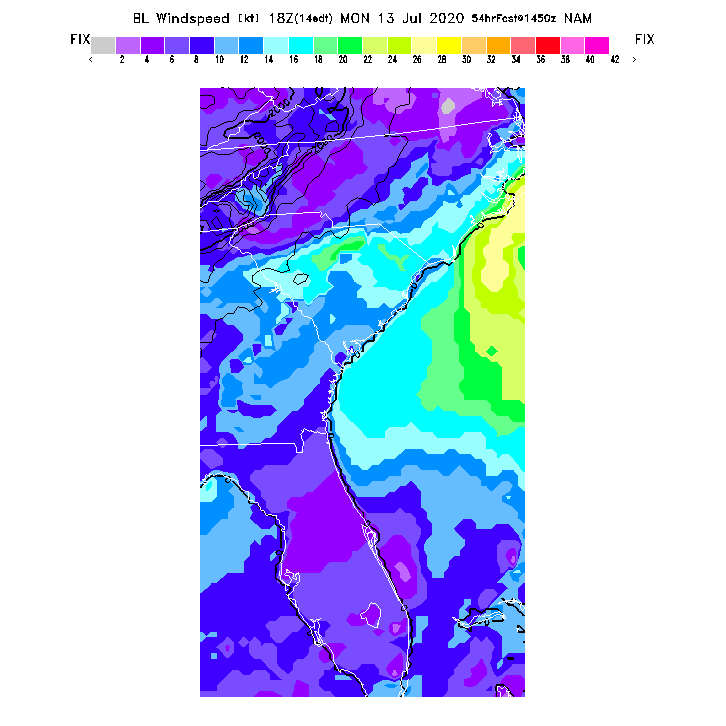 BL Windspeed [kt] 18Z(14edt) MON 13 Jul 2020 54hrFcst@1450z NAM
FIX FIX
< 2 4 6 8 10 12 14 16 18 20 22 24 26 28 30 32 34 36 38 40 42 >